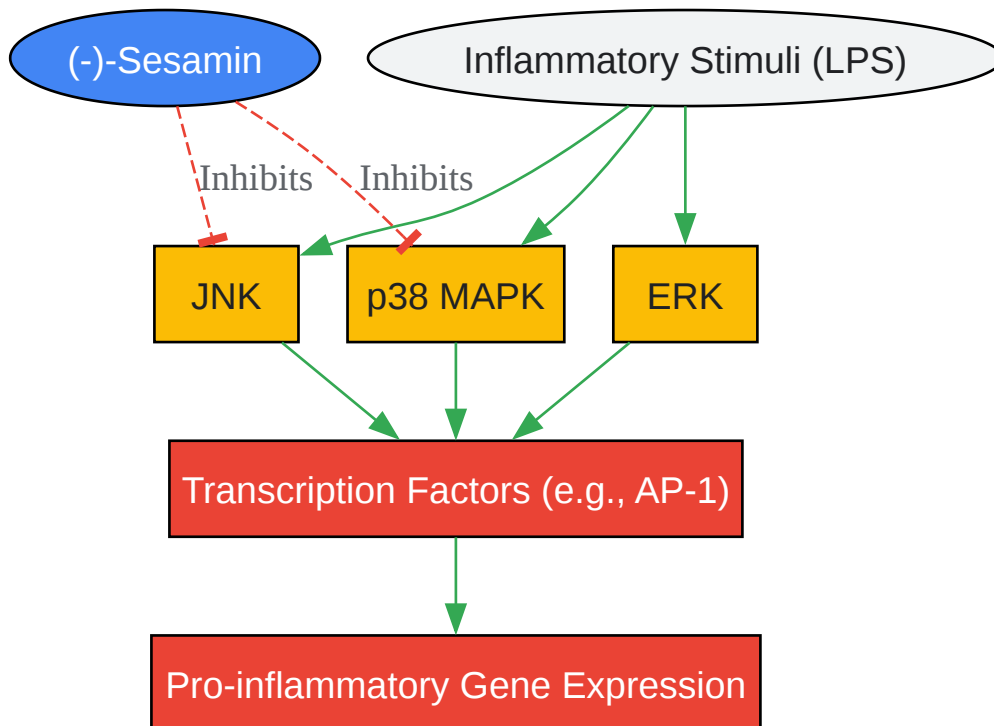 (-)-Sesamin
Inflammatory Stimuli (LPS)
Inhibits
Inhibits
JNK
p38 MAPK
ERK
Transcription Factors (e.g., AP-1)
Pro-inflammatory Gene Expression